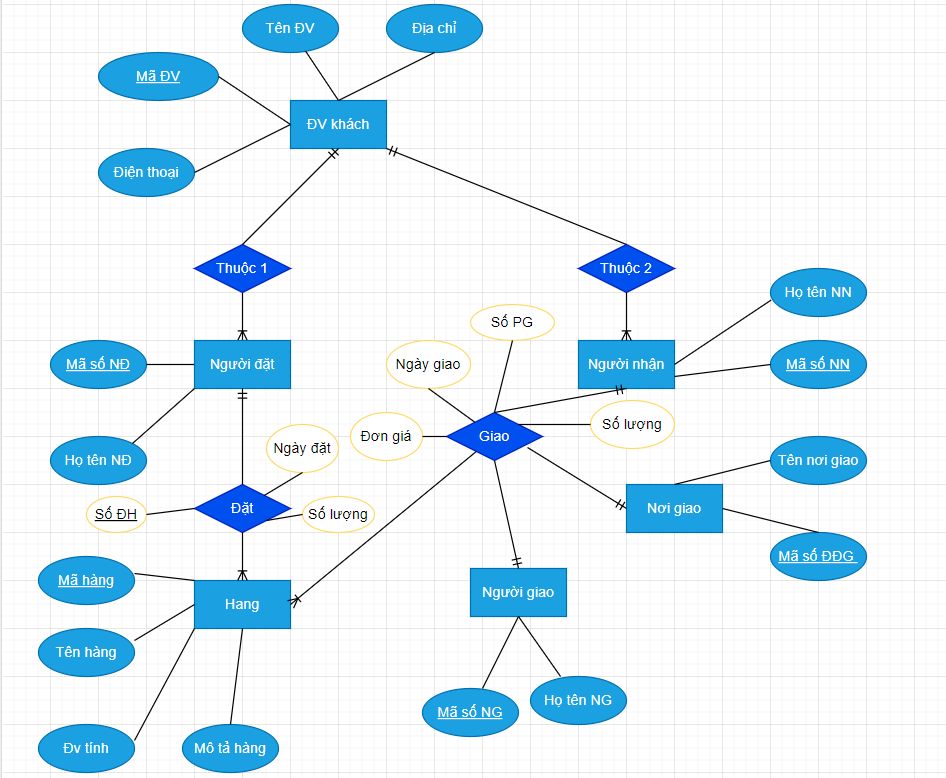 Tên ĐV
Địa chỉ
Mã ĐV
ĐV khách
Điện thoại
Thuộc 1
Thuộc 2
Họ tên NN
Số PG
Mã số NĐ
Người đặt
Ngày giao
Người nhận
Mã số NN
Đơn giá
Giao
Số lượng
Họ tên NĐ
Ngày đặt
Tên nơi giao
Số ĐH
Đặt
Số lượng
Nơi giao
Mã số ĐĐG
Mã hàng
Hang
Người giao
Tên hàng
Mã số NG
Họ tên NG
Đv tính
Mô tả hàng